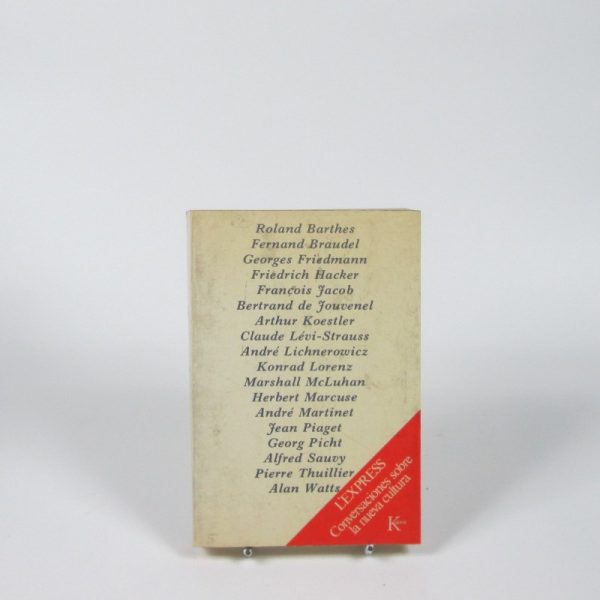 Roland Barthes
Fernand Braudel
Georges Friedmann
Friedrich Hacker
François Jacob
Bertrand de Jouvenel
Arthur Koestler
Claude Lévi-Strauss
André Lichnerowicz
Konrad Lorenz
Marshall McLuhan
Herbert Marcuse
André Martinet
Jean Piaget
Georg Picht
Alfred Sauvy
Pierre Thuillier
Alan Watts
L'EXPRESS
Conversaciones sobre
la nueva cultura
K